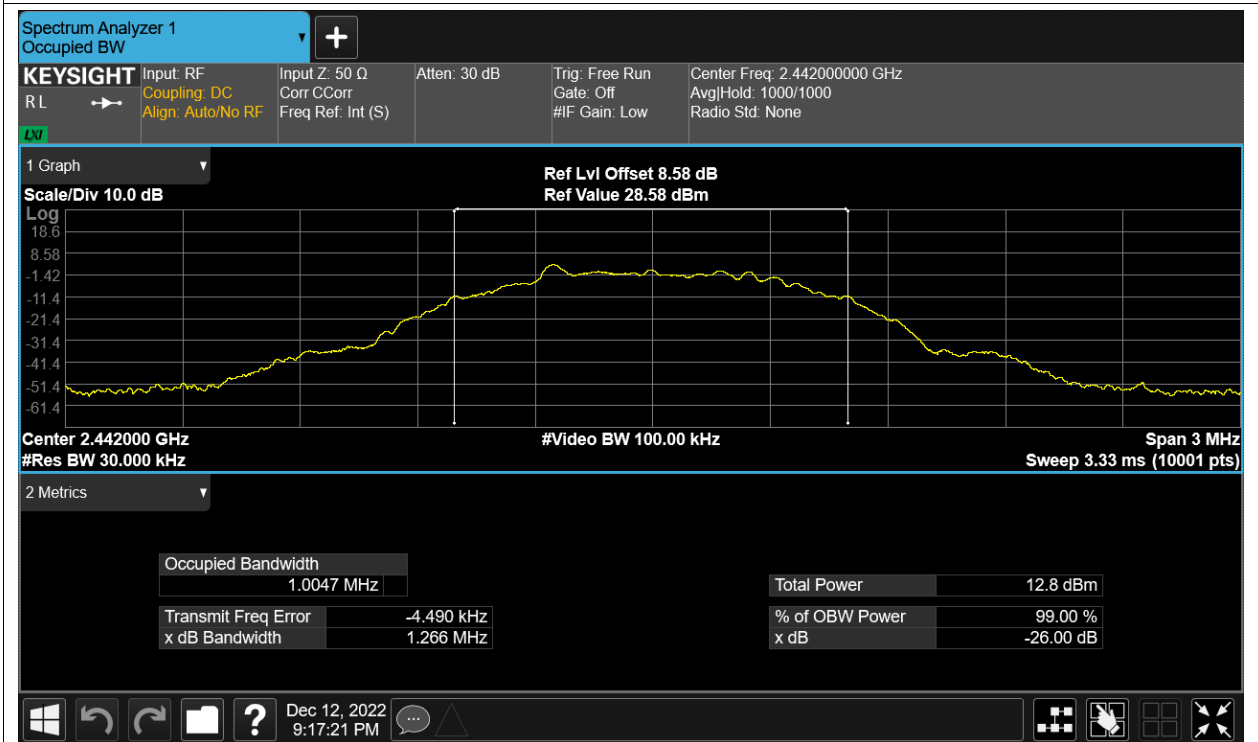 Spectrum Analyzer 1
Occupied BW
KEYSIGHT
R L
LXI
Input: RF
Coupling: DC
Align: Auto/No RF
Input Z: 50 Ω
Corr CCorr
Freq Ref: Int (S)
Atten: 30 dB
Trig: Free Run
Gate: Off
#IF Gain: Low
Center Freq: 2.442000000 GHz
Avg|Hold: 1000/1000
Radio Std: None
1 Graph
Scale/Div 10.0 dB
Ref Lvl Offset 8.58 dB
Ref Value 28.58 dBm
Log
18.6
8.58
-1.42
-11.4
-21.4
-31.4
-41.4
-51.4
-61.4
Center 2.442000 GHz
#Res BW 30.000 kHz
#Video BW 100.00 kHz
Span 3 MHz
Sweep 3.33 ms (10001 pts)
2 Metrics
Occupied Bandwidth
1.0047 MHz
Transmit Freq Error -4.490 kHz
x dB Bandwidth 1.266 MHz
Total Power 12.8 dBm
% of OBW Power 99.00 %
x dB -26.00 dB
?
Dec 12, 2022
9:17:21 PM